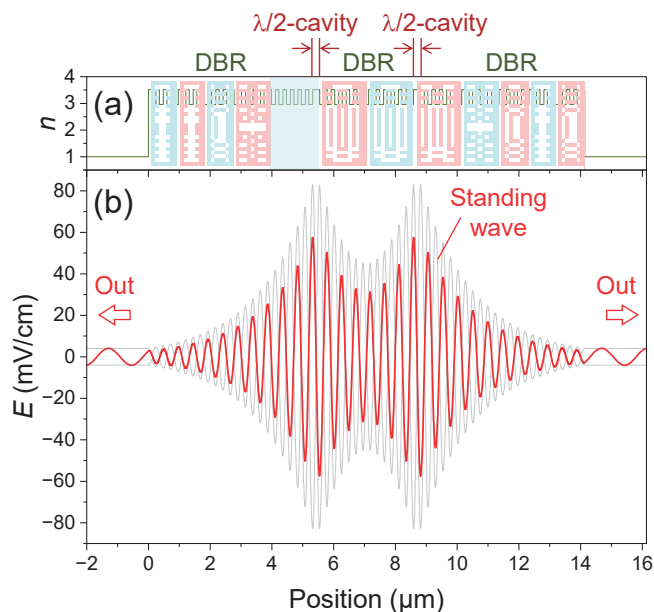 λ/2-cavity λ/2-cavity
DBR DBR DBR
(a)
n
4
3
2
1
(b)
Standing
wave
Out Out
E (mV/cm)
80
60
40
20
0
−20
−40
−60
−80
−2 0 2 4 6 8 10 12 14 16
Position (µm)